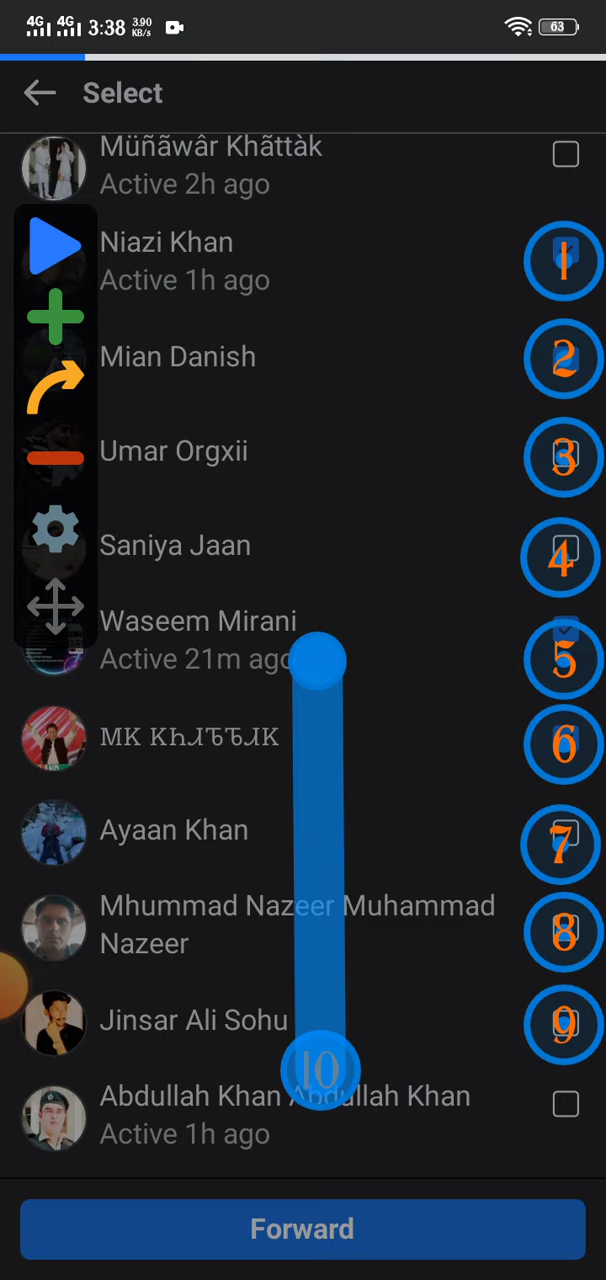 4G 4G 3:38 3.90 KB/s 63
Select
Müñãwâr Khãttàk
Active 2h ago
Niazi Khan
Active 1h ago
1
Mian Danish
2
Umar Orgxii
3
Saniya Jaan
4
Waseem Mirani
Active 21m ago
5
6
Ayaan Khan
7
Mhummad Nazeer Muhammad
Nazeer
8
Jinsar Ali Sohu
9
10
Abdullah Khan Abdullah Khan
Active 1h ago
Forward